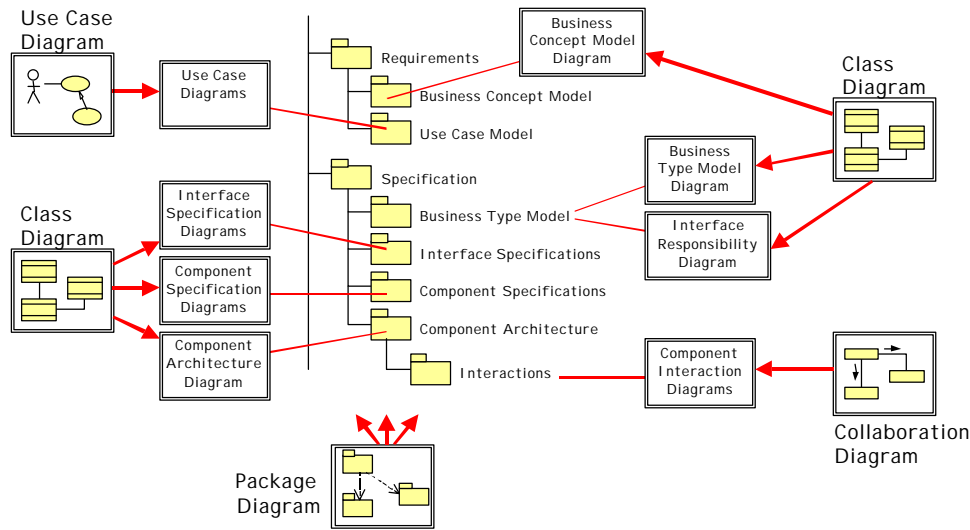 Use Case
Diagram
Use Case
Diagrams
Requirements
Business Concept Model
Use Case Model
Business
Concept Model
Diagram
Class
Diagram
Business
Type Model
Diagram
Interface
Responsibility
Diagram
Specification
Business Type Model
Interface Specifications
Component Specifications
Component Architecture
Interactions
Class
Diagram
Interface
Specification
Diagrams
Component
Specification
Diagrams
Component
Architecture
Diagram
Component
Interaction
Diagrams
Collaboration
Diagram
Package
Diagram